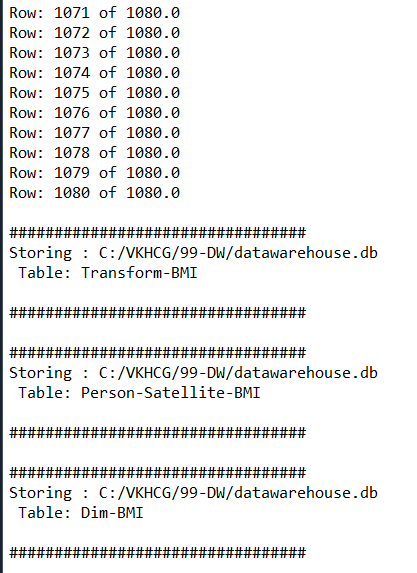 Row: 1071 of 1080.0
Row: 1072 of 1080.0
Row: 1073 of 1080.0
Row: 1074 of 1080.0
Row: 1075 of 1080.0
Row: 1076 of 1080.0
Row: 1077 of 1080.0
Row: 1078 of 1080.0
Row: 1079 of 1080.0
Row: 1080 of 1080.0
#################################
Storing : C:/VKHCG/99-DW/datawarehouse.db
Table: Transform-BMI
#################################
#################################
Storing : C:/VKHCG/99-DW/datawarehouse.db
Table: Person-Satellite-BMI
#################################
#################################
Storing : C:/VKHCG/99-DW/datawarehouse.db
Table: Dim-BMI
#################################